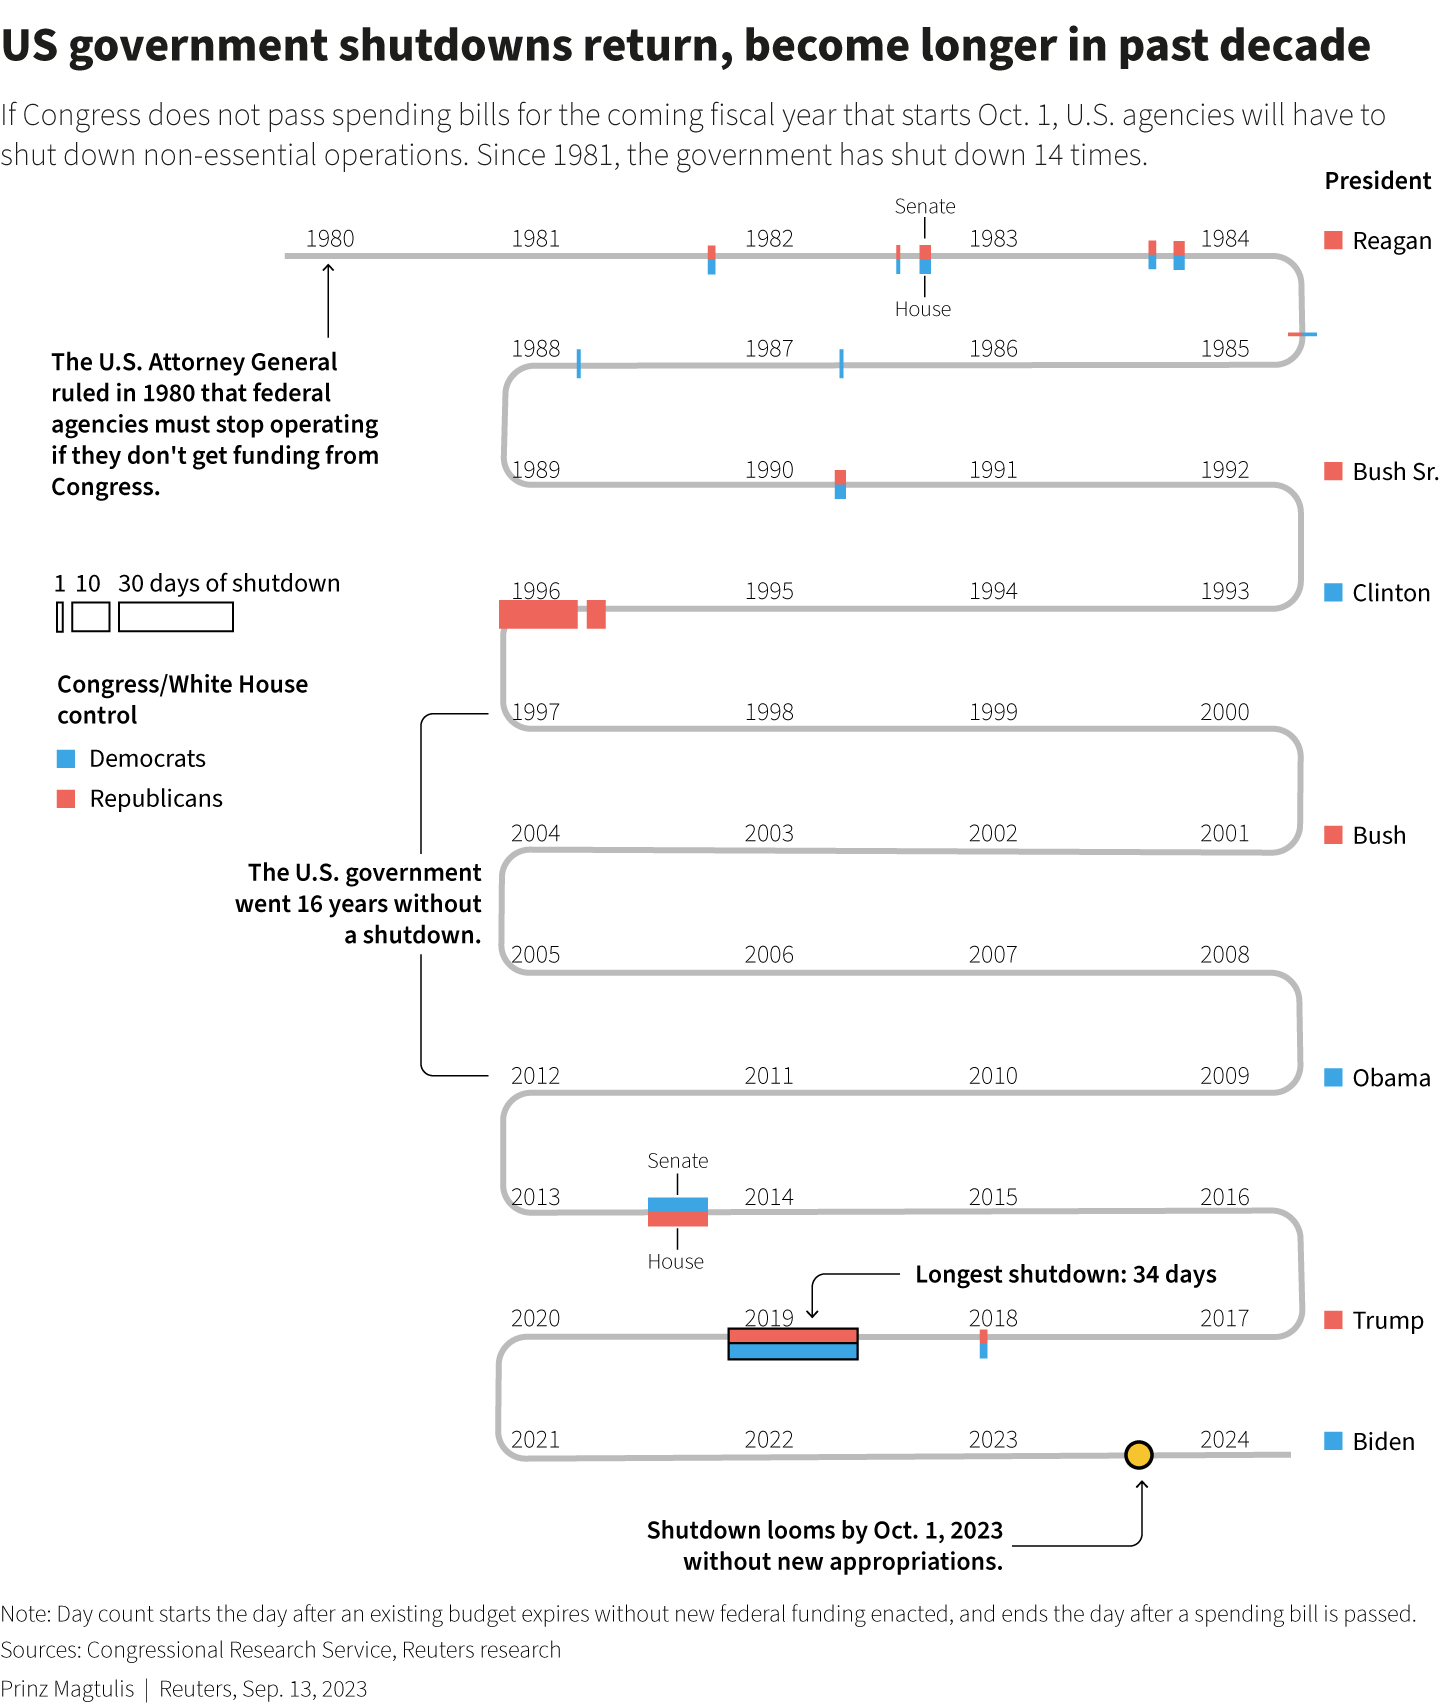 US government shutdowns return, become longer in past decade
If Congress does not pass spending bills for the coming fiscal year that starts Oct. 1, U.S. agencies will have to
shut down non-essential operations. Since 1981, the government has shut down 14 times.
President
Senate
1980 1981 1982 1983 1984 Reagan
House
The U.S. Attorney General
ruled in 1980 that federal
agencies must stop operating
if they don't get funding from
Congress.
1988 1987 1986 1985
1989 1990 1991 1992 Bush Sr.
1 10 30 days of shutdown
1996 1995 1994 1993 Clinton
Congress/White House
control
Democrats
Republicans
1997 1998 1999 2000
2004 2003 2002 2001 Bush
The U.S. government
went 16 years without
a shutdown.
2005 2006 2007 2008
2012 2011 2010 2009 Obama
Senate
2013 2014 2015 2016
House
Longest shutdown: 34 days
2020 2019 2018 2017 Trump
2021 2022 2023 2024 Biden
Shutdown looms by Oct. 1, 2023
without new appropriations.
Note: Day count starts the day after an existing budget expires without new federal funding enacted, and ends the day after a spending bill is passed.
Sources: Congressional Research Service, Reuters research
Prinz Magtulis | Reuters, Sep. 13, 2023